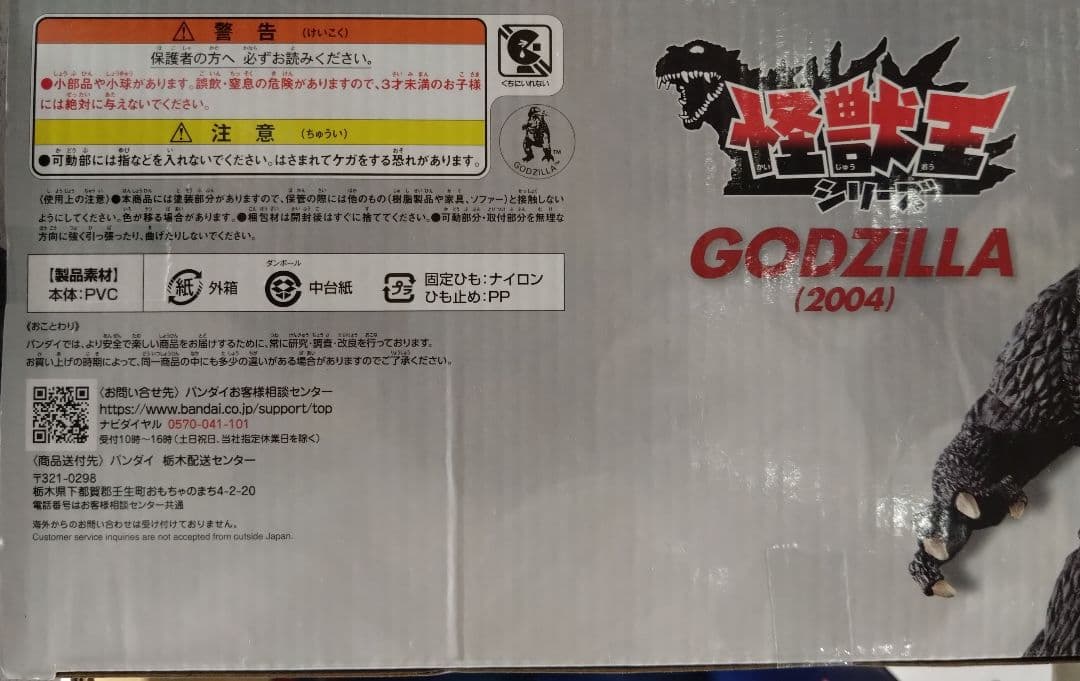 警告 (けいこく)
保護者の方へ 必ずお読みください。
●小部品や小球があります。誤飲・窒息の危険がありますので、3才未満のお子様
には絶対に与えないでください。
注意 (ちゅうい)
●可動部には指などを入れないでください。はさまれてケガをする恐れがあります。
くちにいれない
GODZILLA TM
〈使用上の注意〉●本商品には塗装部分がありますので、保管の際には他のもの(樹脂製品や家具、ソファー)と接触しない
ようにしてください。色が移る場合があります。●梱包材は開封後はすぐに捨ててください。●可動部分・取付部分を無理な
方向に強く引っ張ったり、曲げたりしないでください。
【製品素材】
本体:PVC
紙 外箱
ダンボール
中台紙
プラ
固定ひも:ナイロン
ひも止め:PP
《おことわり》
バンダイでは、より安全で楽しい商品をお届けするために、常に研究・調査・改良を行っております。
お買い上げの時期によって、同一商品の中にも多少の違いがある場合がありますのでご了承ください。
〈お問い合せ先〉バンダイお客様相談センター
https://www.bandai.co.jp/support/top
ナビダイヤル 0570-041-101
受付10時~16時(土日祝日、当社指定休業日を除く)
〈商品送付先〉バンダイ 栃木配送センター
〒321-0298
栃木県下都賀郡壬生町おもちゃのまち4-2-20
電話番号はお客様相談センター共通
海外からのお問い合わせは受け付けておりません。
Customer service inquiries are not accepted from outside Japan.
怪獣王
かい じゅう おう
シリーズ
GODZILLA
(2004)